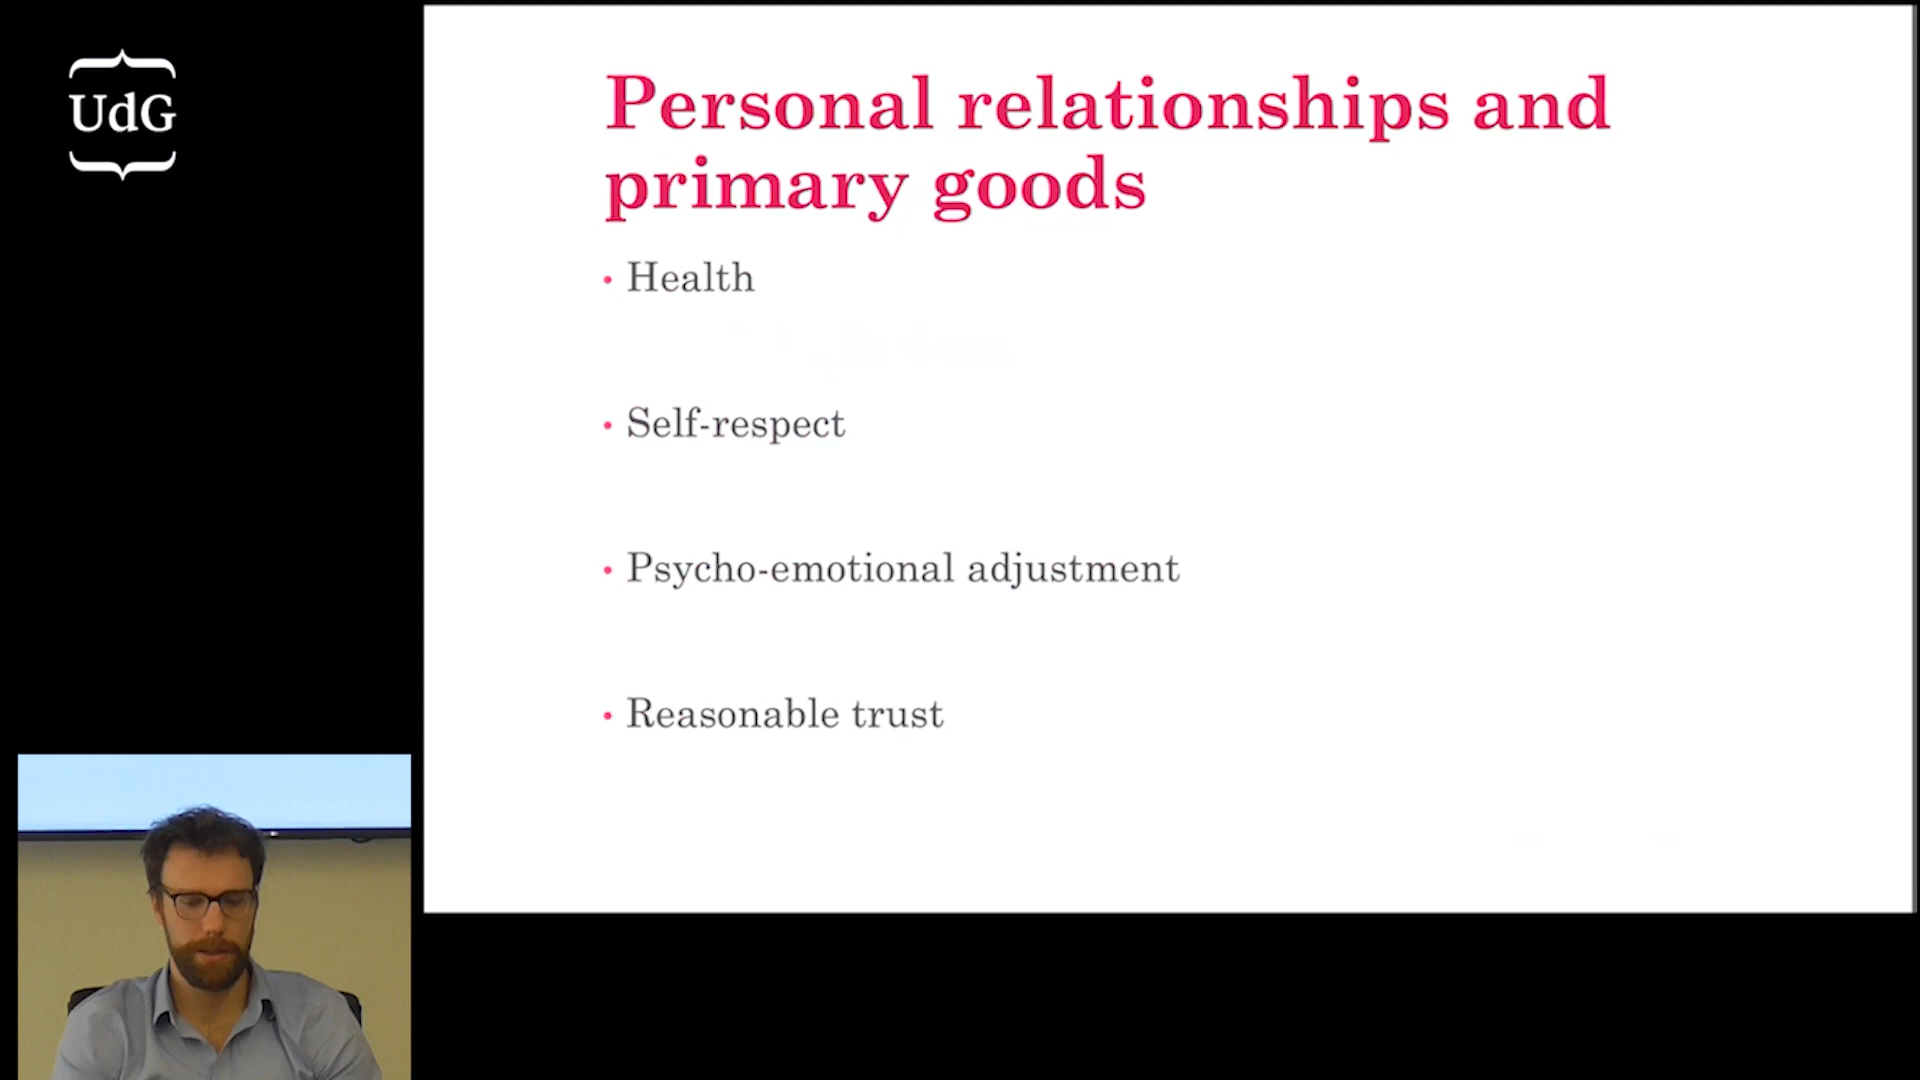 UdG
Personal relationships and
primary goods
• Health
• Self-respect
• Psycho-emotional adjustment
• Reasonable trust